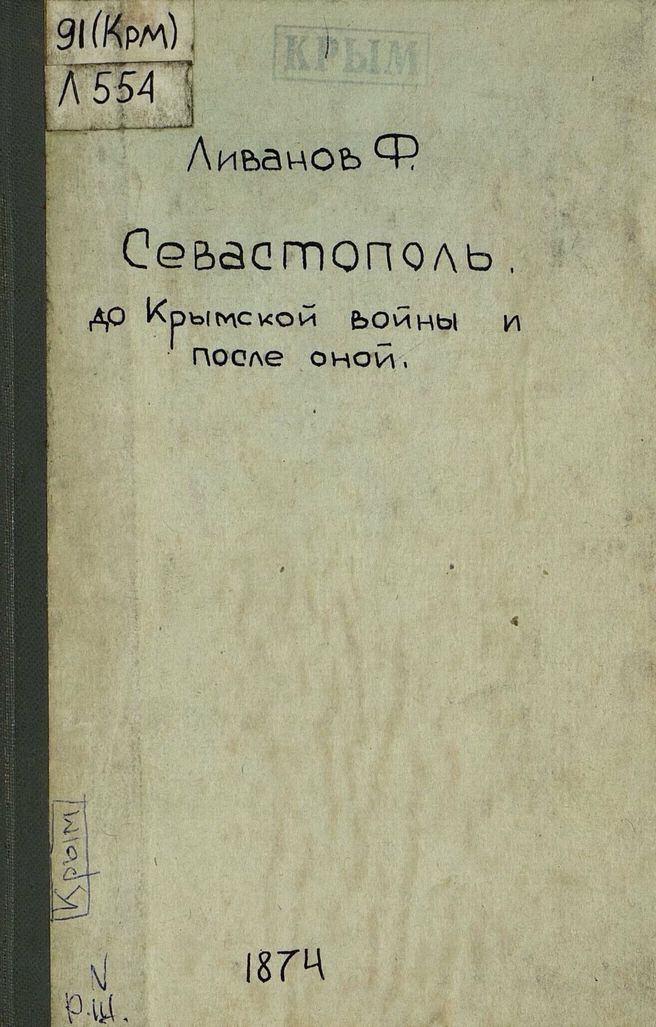 91(Крм)
Л 554
КРЫМ
Ливанов Ф.
Севастополь.
до Крымской войны и
после оной.
Крым
1874